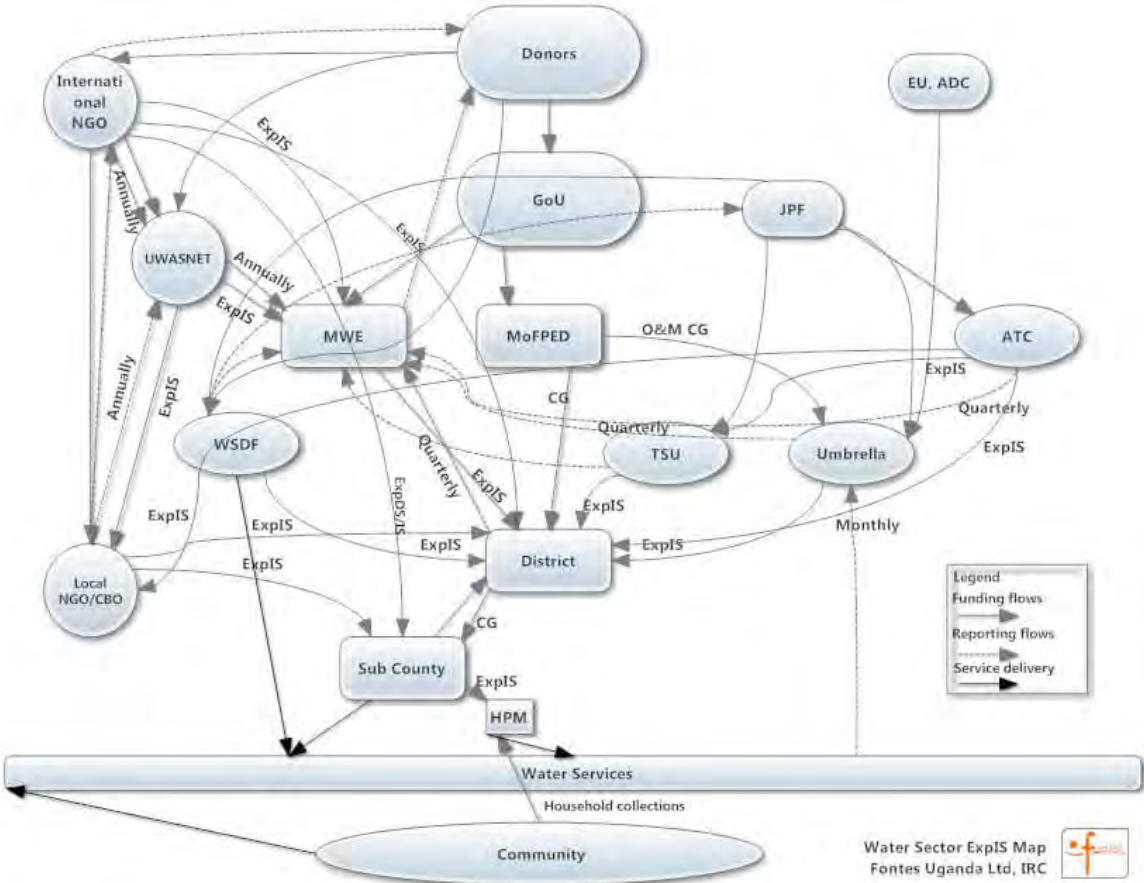 Donors
EU, ADC
Internati
onal
NGO
ExpIS
Annually
GoU
JPF
ExpIS
UWASNET
Annually
ExpIS
MWE
MoFPED
O&M CG
ATC
Annually
ExpIS
CG
ExpIS
Quarterly
Quarterly
WSDF
Quarterly
TSU
Umbrella
ExpIS
ExpIS
ExpDS/IS
ExpIS
ExpIS
ExpIS
ExpIS
ExpIS
Monthly
District
ExpIS
Local
NGO/CBO
Legend
Funding flows
Reporting flows
Service delivery
CG
Sub County
ExpIS
HPM
Water Services
Household collections
Community
Water Sector ExpIS Map
Fontes Uganda Ltd, IRC